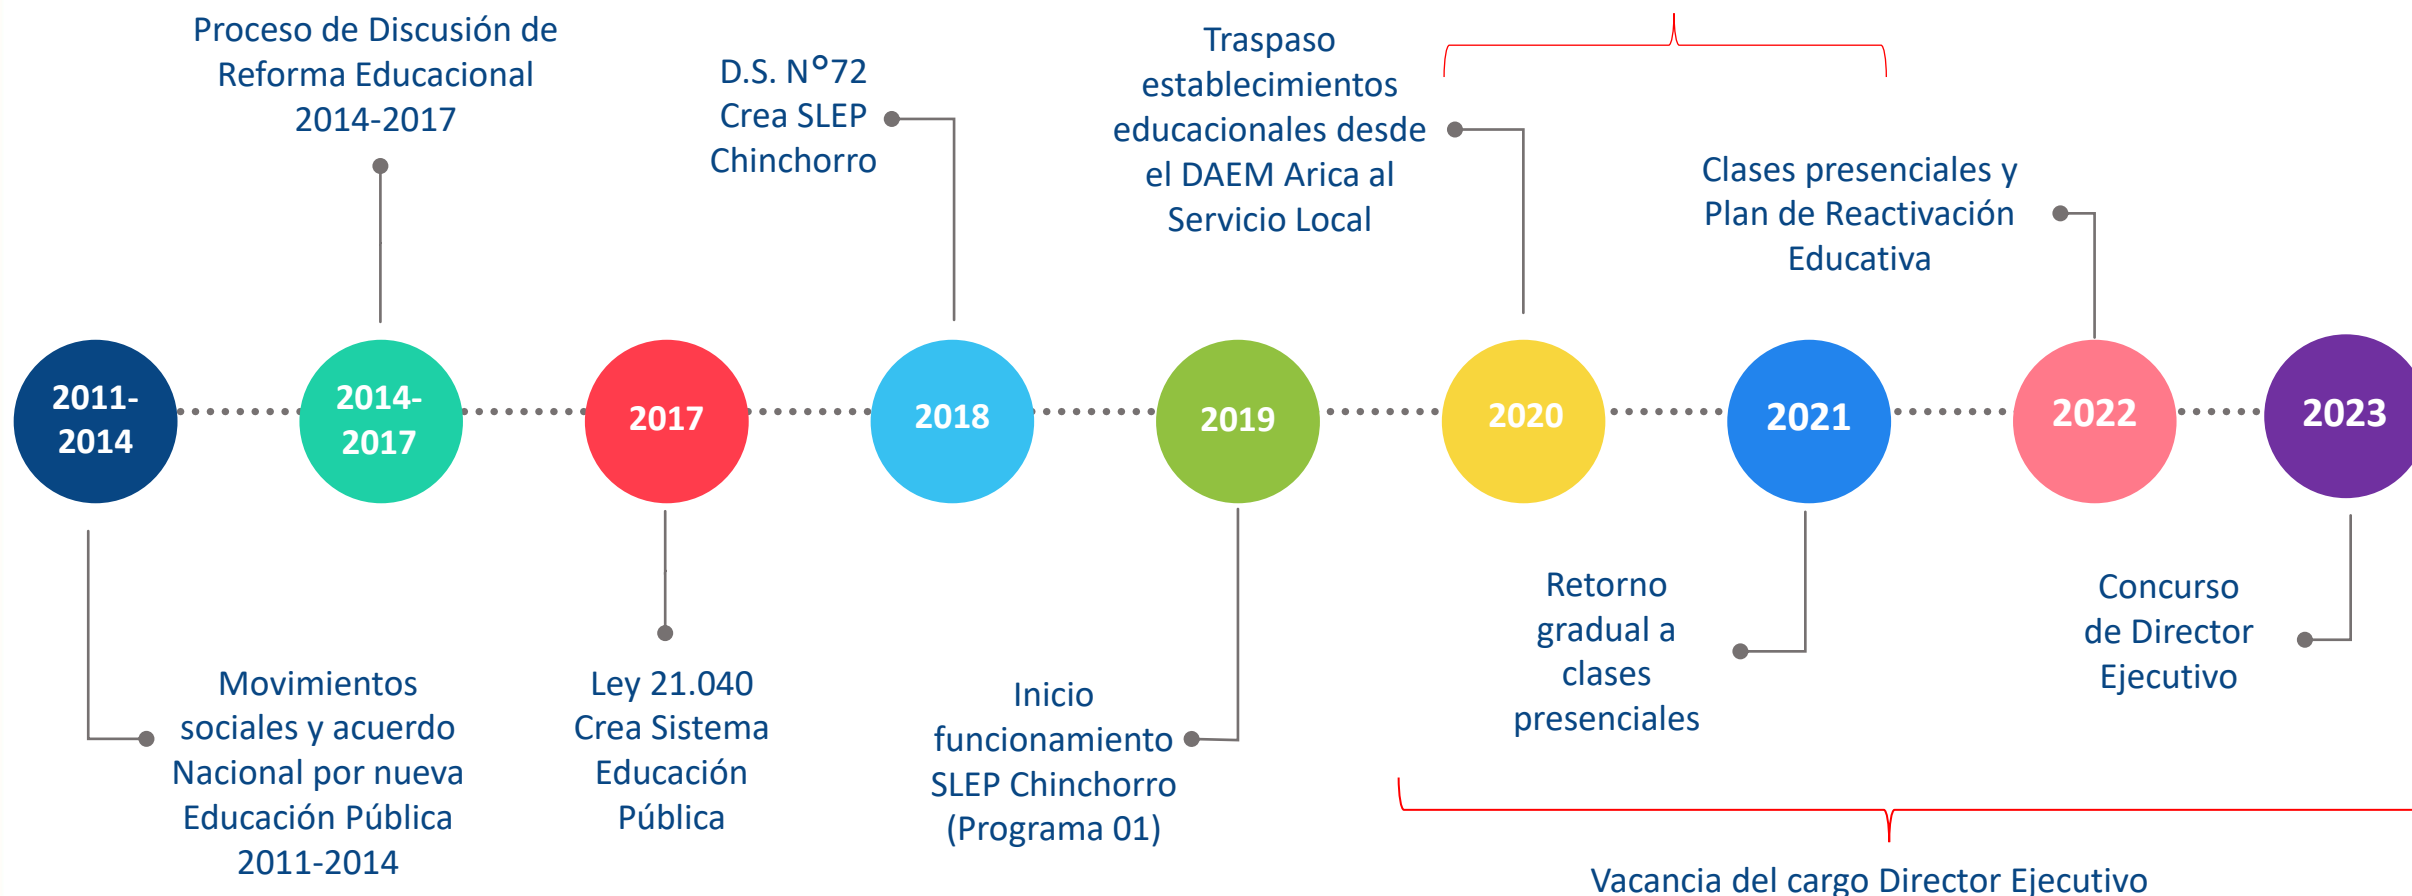 Proceso de Discusión de
Reforma Educacional
2014-2017
D.S. N°72
Crea SLEP
Chinchorro
Traspaso
establecimientos
educacionales desde
el DAEM Arica al
Servicio Local
Clases presenciales y
Plan de Reactivación
Educativa
2011-
2014
2014-
2017
2017
2018
2019
2020
2021
2022
2023
Movimientos
sociales y acuerdo
Nacional por nueva
Educación Pública
2011-2014
Ley 21.040
Crea Sistema
Educación
Pública
Inicio
funcionamiento
SLEP Chinchorro
(Programa 01)
Retorno
gradual a
clases
presenciales
Concurso
de Director
Ejecutivo
Vacancia del cargo Director Ejecutivo